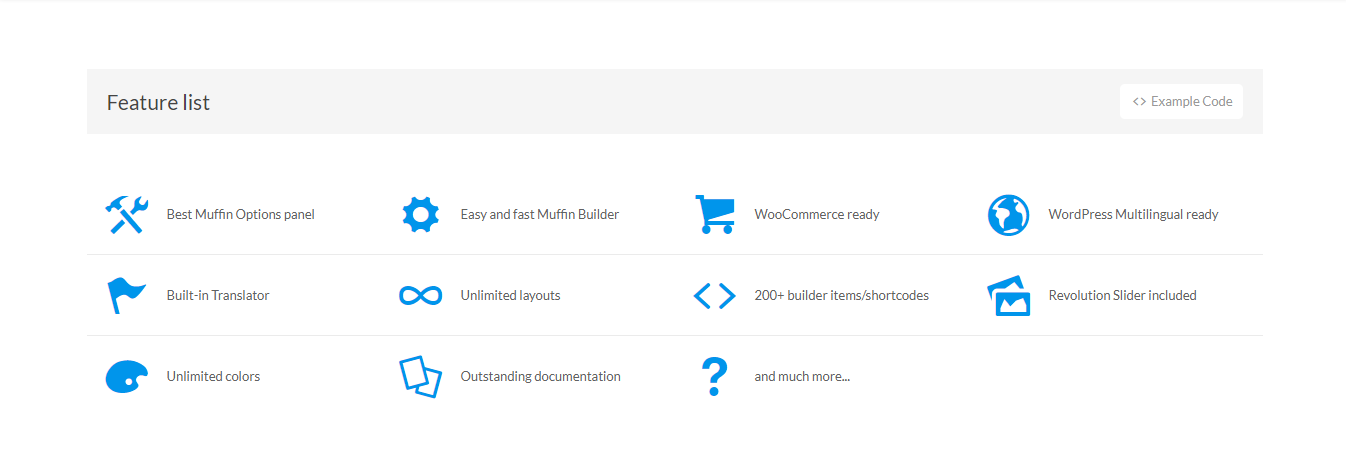 Feature list
<> Example Code
Best Muffin Options panel
Easy and fast Muffin Builder
WooCommerce ready
WordPress Multilingual ready
Built-in Translator
Unlimited layouts
200+ builder items/shortcodes
Revolution Slider included
Unlimited colors
Outstanding documentation
and much more...